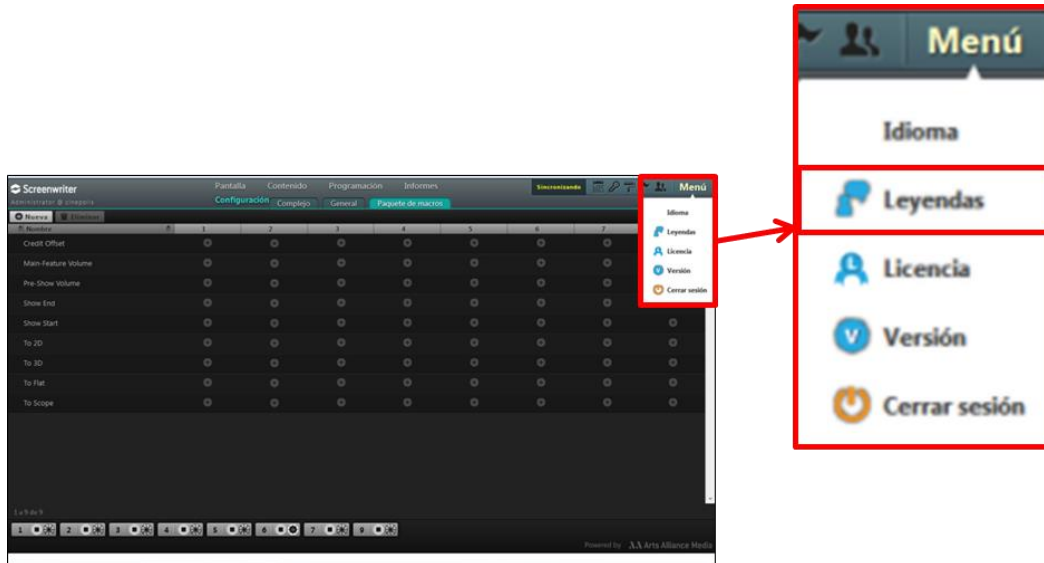 Menú
Idioma
Leyendas
Licencia
Versión
Cerrar sesión
Screenwriter
Pantalla Contenido Programación Informes
Sincronizando
Menú
Administrator @ cinepolis
Configuración Complejo General Paquete de macros
Nuevo Eliminar
Nombre 1 2 3 4 5 6 7
Idioma
Leyendas
Licencia
Versión
Cerrar sesión
Credit Offset
Main-Feature Volume
Pre-Show Volume
Show End
Show Start
To 2D
To 3D
To Flat
To Scope
1 a 9 de 9
1 2 3 4 5 6 7 8
Powered by AA Arts Alliance Media